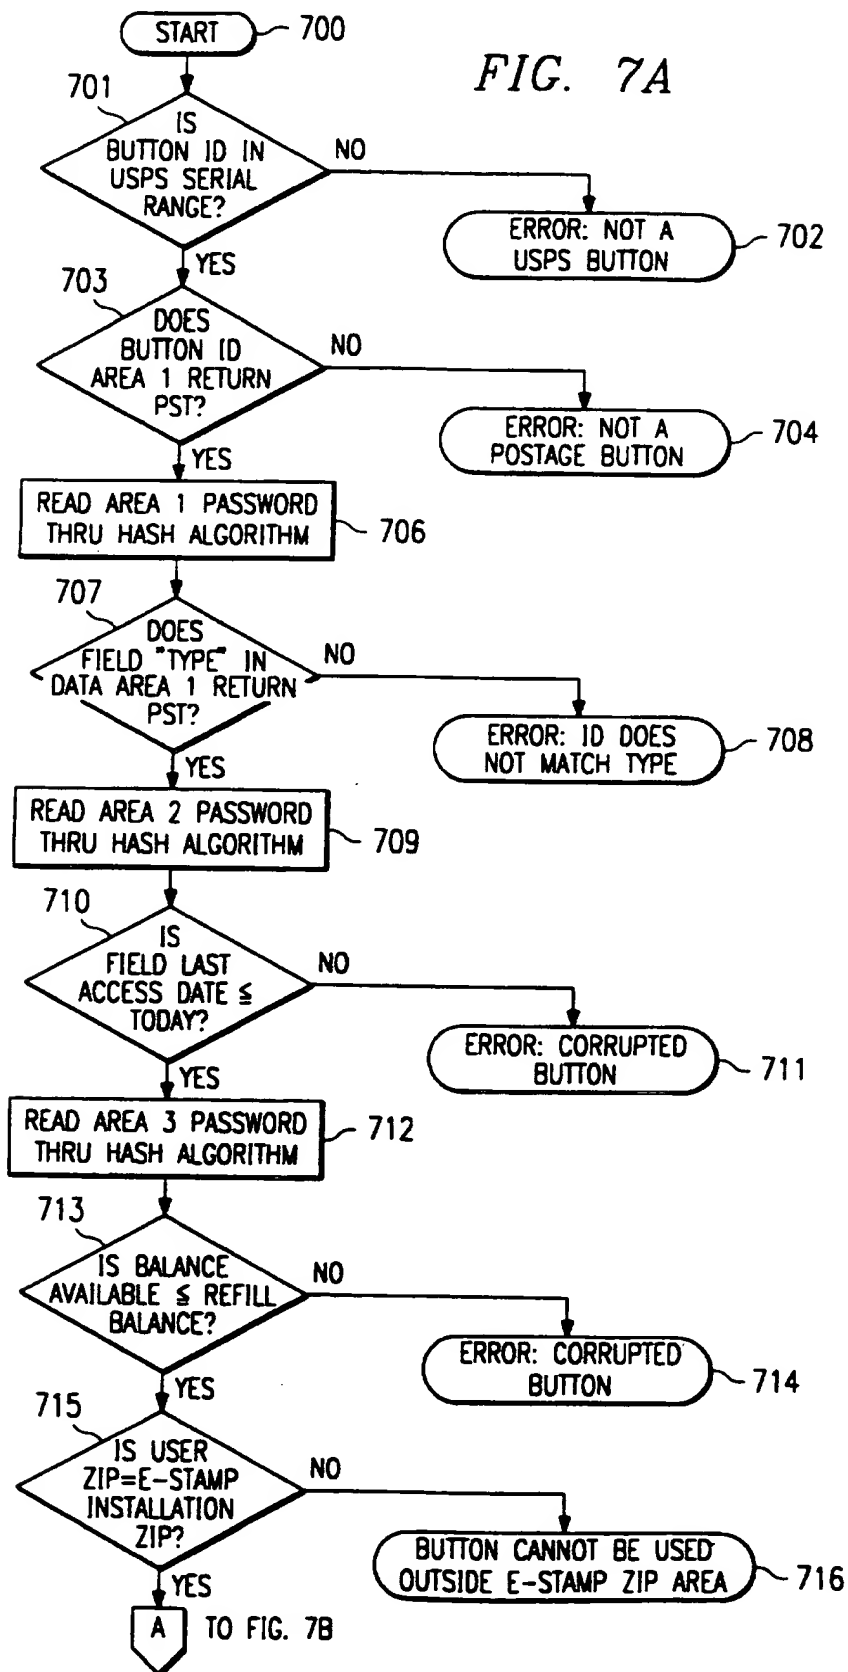 START
700
FIG. 7A
701
IS
BUTTON ID IN
USPS SERIAL
RANGE?
NO
ERROR: NOT A
USPS BUTTON
702
YES
703
DOES
BUTTON ID
AREA 1 RETURN
PST?
NO
ERROR: NOT A
POSTAGE BUTTON
704
YES
READ AREA 1 PASSWORD
THRU HASH ALGORITHM
706
707
DOES
FIELD "TYPE" IN
DATA AREA 1 RETURN
PST?
NO
ERROR: ID DOES
NOT MATCH TYPE
708
YES
READ AREA 2 PASSWORD
THRU HASH ALGORITHM
709
710
IS
FIELD LAST
ACCESS DATE ≦
TODAY?
NO
ERROR: CORRUPTED
BUTTON
711
YES
READ AREA 3 PASSWORD
THRU HASH ALGORITHM
712
713
IS BALANCE
AVAILABLE ≦ REFILL
BALANCE?
NO
ERROR: CORRUPTED
BUTTON
714
YES
715
IS USER
ZIP=E-STAMP
INSTALLATION
ZIP?
NO
BUTTON CANNOT BE USED
OUTSIDE E-STAMP ZIP AREA
716
YES
A
TO FIG. 7B